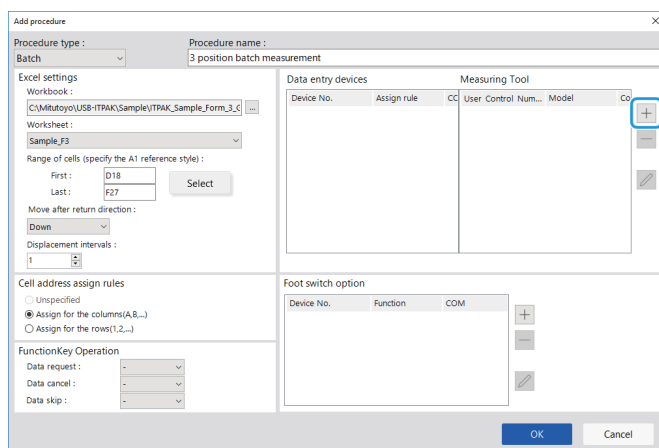 Add procedure
Procedure type :
Procedure name :
Batch
3 position batch measurement
Excel settings
Workbook :
C:\Mitutoyo\USB-ITPAK\Sample\ITPAK_Sample_Form_3_C
...
Worksheet :
Sample_F3
Range of cells (specify the A1 reference style) :
First :
D18
Last :
F27
Select
Move after return direction :
Down
Displacement intervals :
1
Cell address assign rules
Unspecified
Assign for the columns(A,B,...)
Assign for the rows(1,2,...)
FunctionKey Operation
Data request :
-
Data cancel :
-
Data skip :
-
Data entry devices
Device No. Assign rule CC
Measuring Tool
User Control Num... Model Co
Foot switch option
Device No. Function COM
OK
Cancel